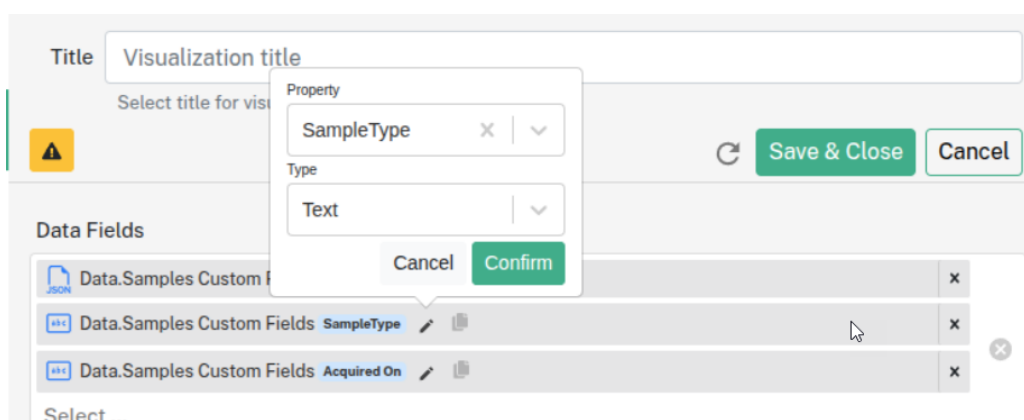 Title
Visualization title
Select title for
Property
SampleType
Type
Text
Cancel
Confirm
Save & Close
Cancel
Data Fields
JSON
Data.Samples Custom
Data.Samples Custom Fields SampleType
Data.Samples Custom Fields Acquired On
Select...